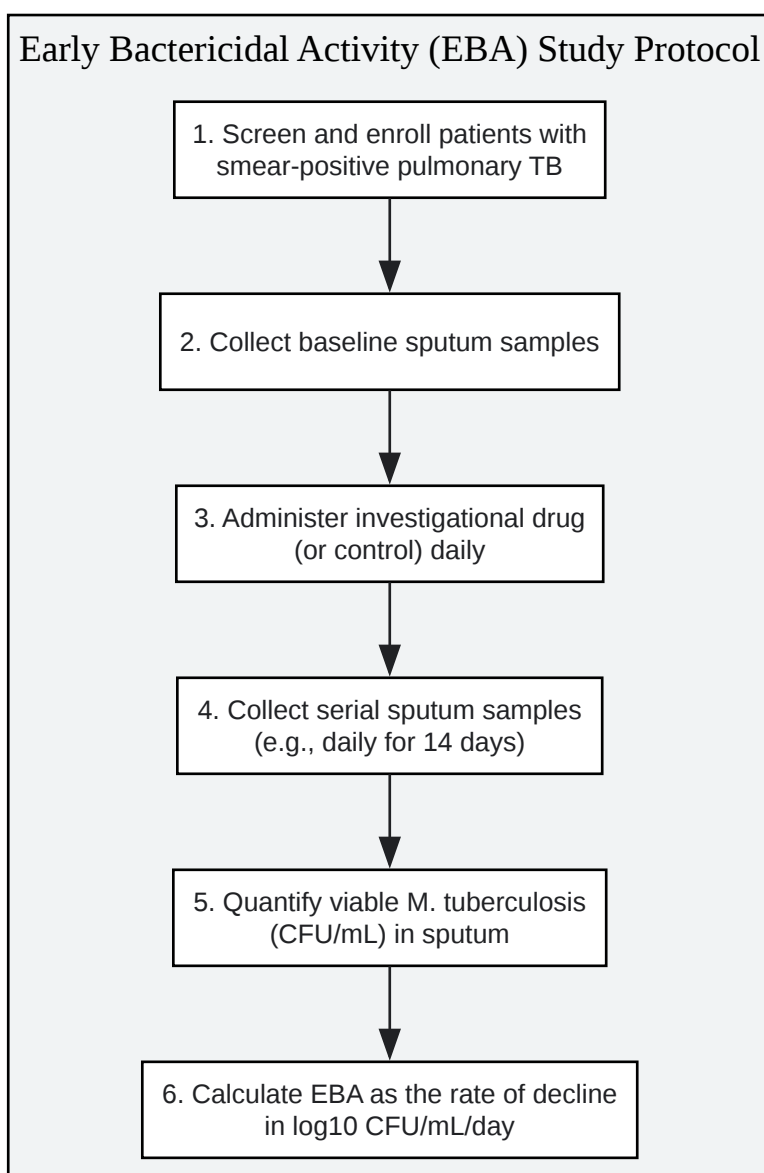 Early Bactericidal Activity (EBA) Study Protocol
1. Screen and enroll patients with
smear-positive pulmonary TB
2. Collect baseline sputum samples
3. Administer investigational drug
(or control) daily
4. Collect serial sputum samples
(e.g., daily for 14 days)
5. Quantify viable M. tuberculosis
(CFU/mL) in sputum
6. Calculate EBA as the rate of decline
in log10 CFU/mL/day